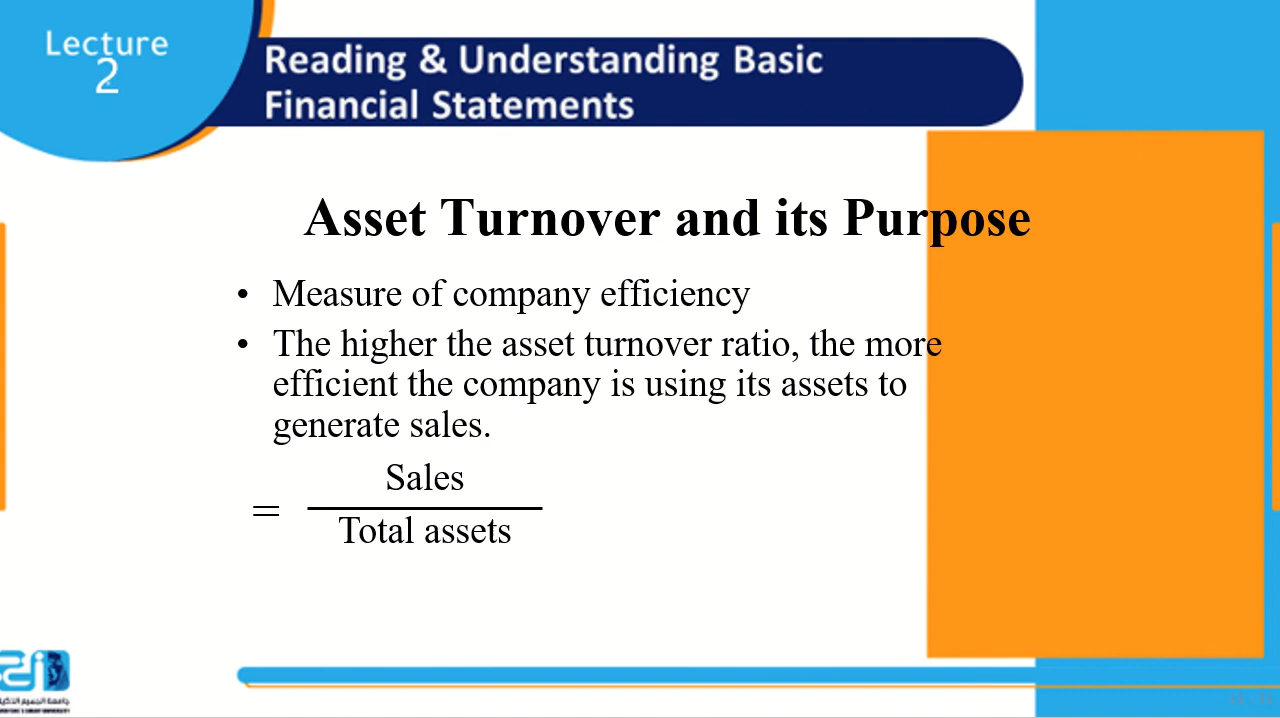 Lecture
2
Reading & Understanding Basic
Financial Statements
Asset Turnover and its Purpose
• Measure of company efficiency
• The higher the asset turnover ratio, the more
efficient the company is using its assets to
generate sales.
Sales
=
Total assets